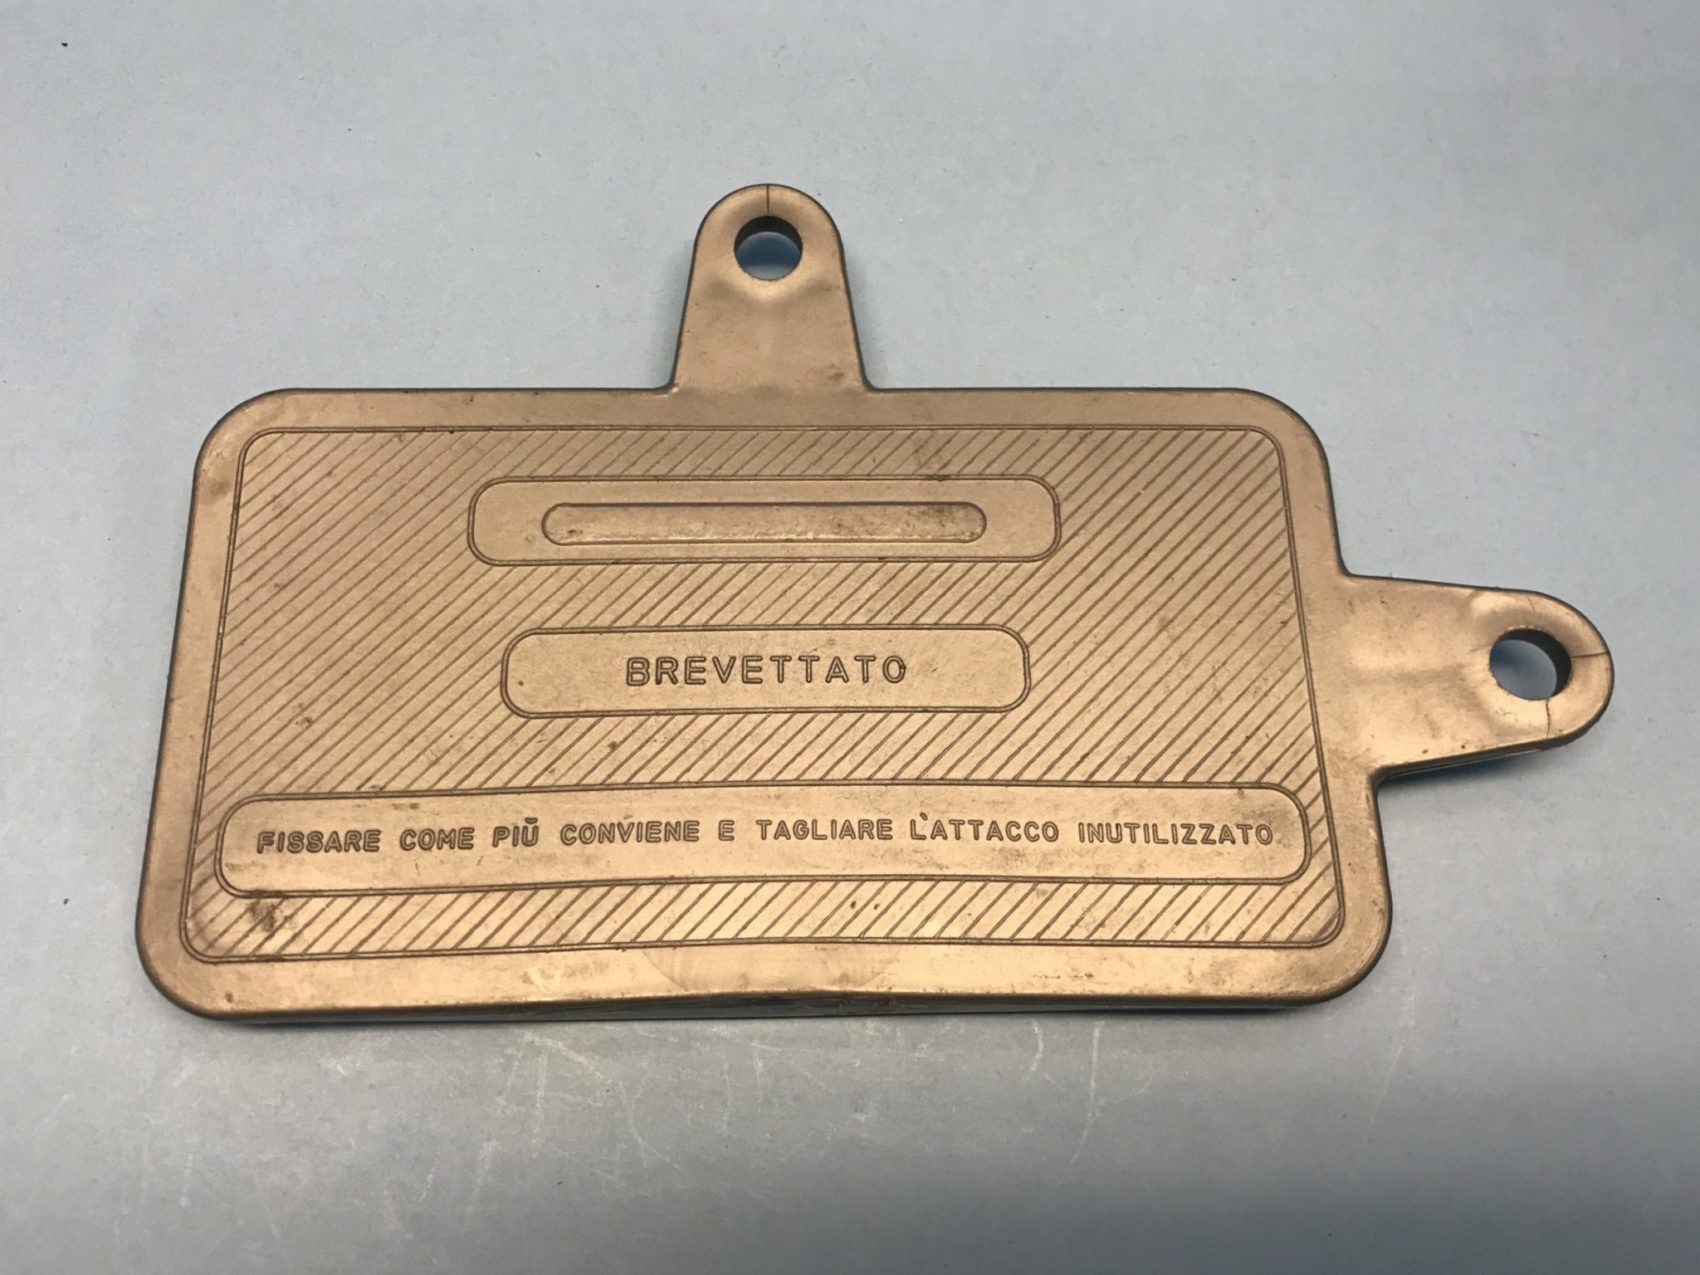 BREVETTATO
FISSARE COME PIŬ CONVIENE E TAGLIARE L'ATTACCO INUTILIZZATO